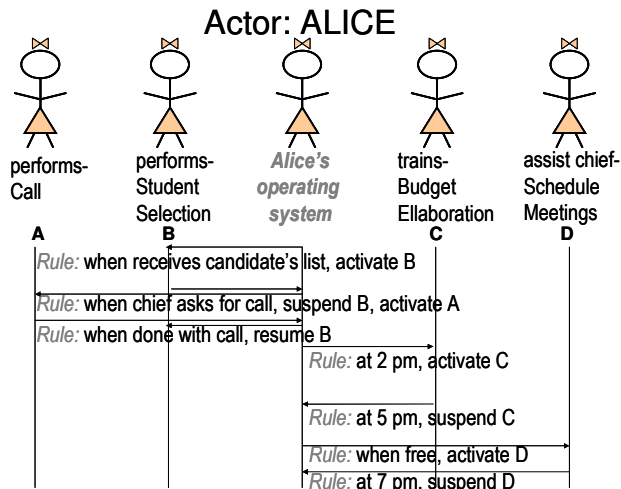 Actor: ALICE
performs-
Call
performs-
Student
Selection
Alice's
operating
system
trains-
Budget
Ellaboration
assist chief-
Schedule
Meetings
A
B
C
D
Rule: when receives candidate's list, activate B
Rule: when chief asks for call, suspend B, activate A
Rule: when done with call, resume B
Rule: at 2 pm, activate C
Rule: at 5 pm, suspend C
Rule: when free, activate D
Rule: at 7 pm, suspend D